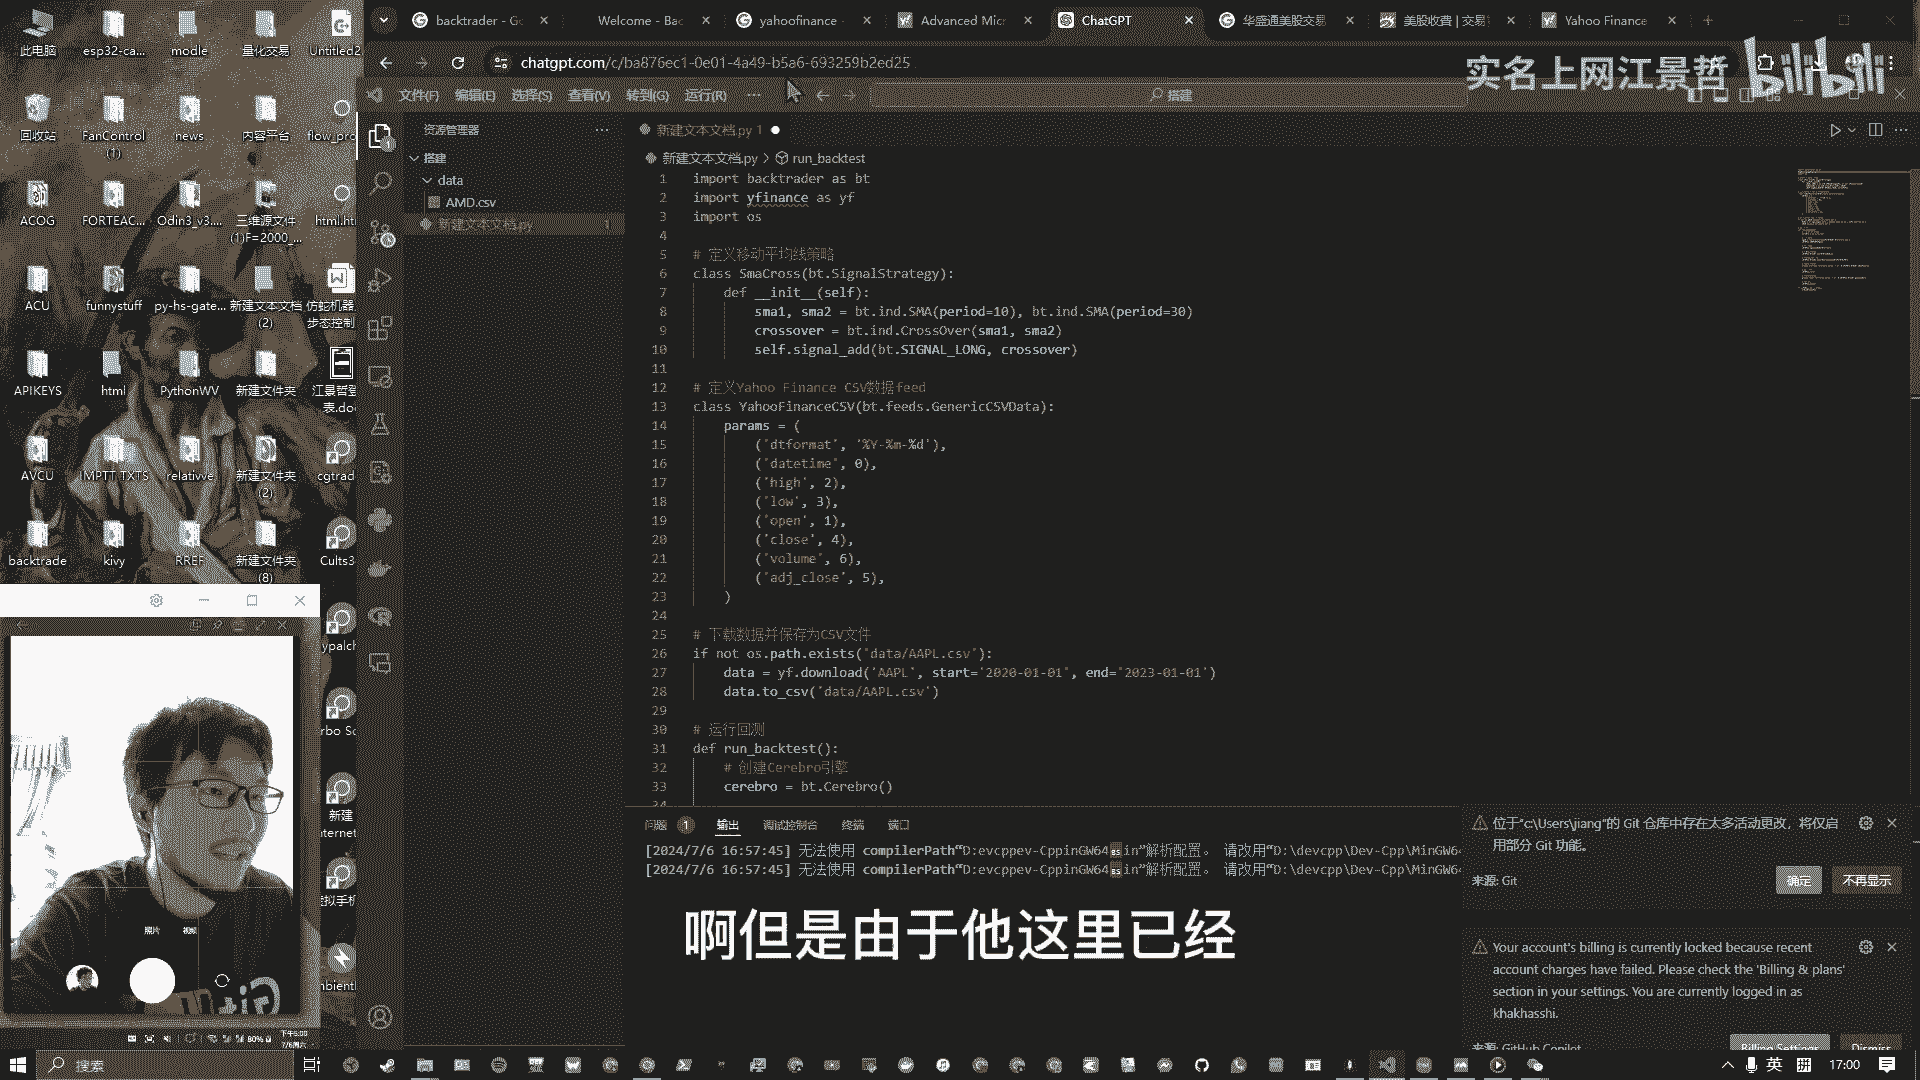 此电脑
esp32-ca...
modle
量化交易
Untitled2
回收站
FanControl (1)
news
内容平台
flow_pro
ACOG
FORTEAC...
Odin3_v3....
三维源文件 (1)F=2000_...
html.ht
ACU
funnystuff
py-hs-gate...
新建文本文档 (2)
仿蛇机器
步态控制
APIKEYS
html
PythonWV
新建文件夹
江景哲登
表.doc
AVCU
IMPTT TXTS
relativve
新建文件夹 (2)
cgtrad
backtrade
kivy
RREF
新建文件夹 (8)
Cults3
ypalch
rbo Sc
新建
nternet
虚拟手机
mbient
照片 视频
80%
下午5:00
7/6周六
backtrader - Go
Welcome - Bac
yahoofinance -
Advanced Micr
ChatGPT
华盛通美股交易
美股收費 | 交易
Yahoo Finance
chatgpt.com/c/ba876ec1-0e01-4a49-b5a6-693259b2ed25
实名上网江景哲 bilibili
文件(F) 编辑(E) 选择(S) 查看(V) 转到(G) 运行(R) ···
搭建
资源管理器 ···
搭建
data
AMD.csv
新建文本文档.py 1
新建文本文档.py 1
新建文本文档.py > run_backtest
1 import backtrader as bt
2 import yfinance as yf
3 import os
4
5 # 定义移动平均线策略
6 class SmaCross(bt.SignalStrategy):
7 def __init__(self):
8 sma1, sma2 = bt.ind.SMA(period=10), bt.ind.SMA(period=30)
9 crossover = bt.ind.CrossOver(sma1, sma2)
10 self.signal_add(bt.SIGNAL_LONG, crossover)
11
12 # 定义Yahoo Finance CSV数据feed
13 class YahooFinanceCSV(bt.feeds.GenericCSVData):
14 params = (
15 ('dtformat', '%Y-%m-%d'),
16 ('datetime', 0),
17 ('high', 2),
18 ('low', 3),
19 ('open', 1),
20 ('close', 4),
21 ('volume', 6),
22 ('adj_close', 5),
23 )
24
25 # 下载数据并保存为CSV文件
26 if not os.path.exists('data/AAPL.csv'):
27 data = yf.download('AAPL', start='2020-01-01', end='2023-01-01')
28 data.to_csv('data/AAPL.csv')
29
30 # 运行回测
31 def run_backtest():
32 # 创建Cerebro引擎
33 cerebro = bt.Cerebro()
34
问题 1 输出 调试控制台 终端 端口
[2024/7/6 16:57:45] 无法使用 compilerPath“D:evcppev-CppinGW64 in”解析配置。 请改用“D:\devcpp\Dev-Cpp\MinGW64
[2024/7/6 16:57:45] 无法使用 compilerPath“D:evcppev-CppinGW64 in”解析配置。 请改用“D:\devcpp\Dev-Cpp\MinGW64
位于“c:\Users\jiang”的 Git 仓库中存在太多活动更改，将仅启
用部分 Git 功能。
来源: Git
确定 不再显示
Your account's billing is currently locked because recent
account charges have failed. Please check the 'Billing & plans'
section in your settings. You are currently logged in as
khakhasshi.
来源: GitHub Copilot
Billing Settings Dismiss
啊但是由于他这里已经
搜索
英 拼 17:00